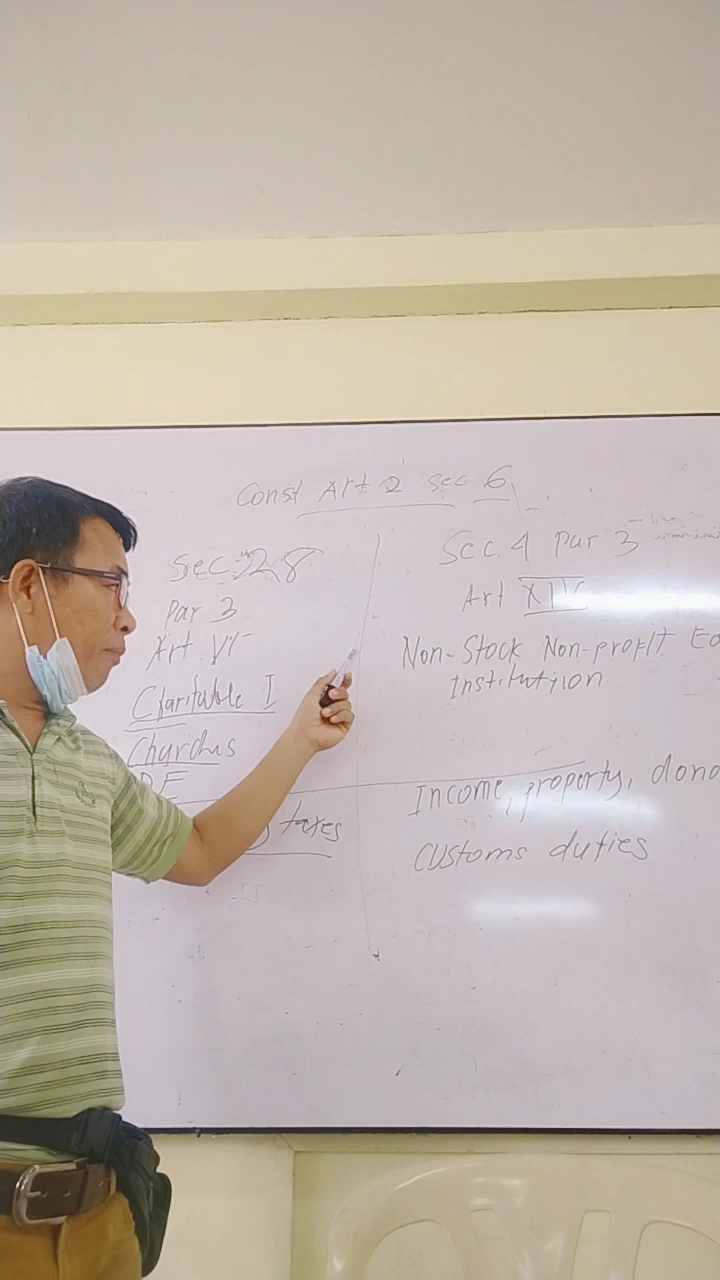 Const Art 2 sec 6
Sec. 28
Par 3
Art. VI
Charitable I
Churches
taxes
Sec. 4 par 3
Art XIV
Non-Stock Non-profit Ed
Institution
Income, property, dono
customs duties